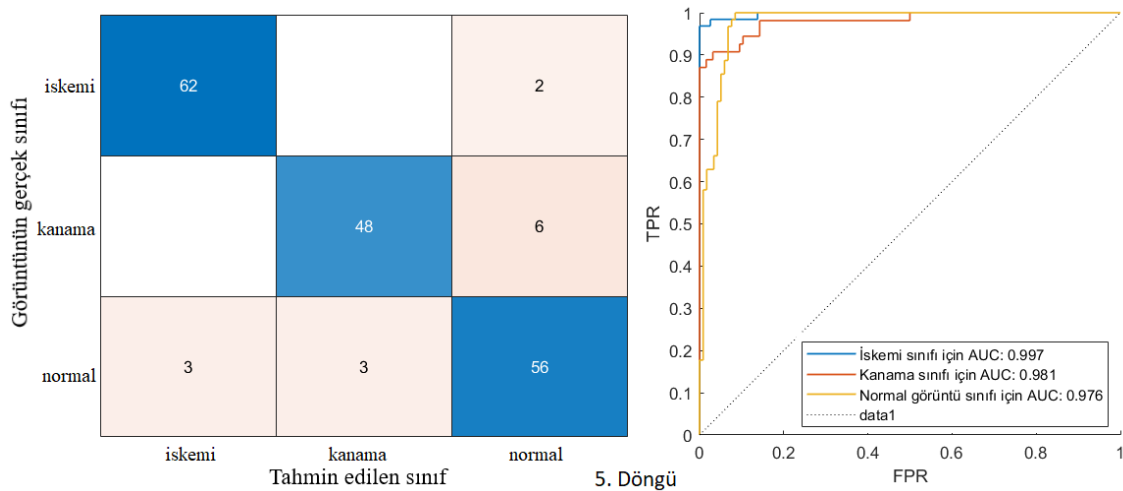 Görüntünün gerçek sınıfı
iskemi
62
2
kanama
48
6
normal
3
3
56
iskemi
kanama
normal
Tahmin edilen sınıf
5. Döngü
TPR
1
0.9
0.8
0.7
0.6
0.5
0.4
0.3
0.2
0.1
0
0
0.2
0.4
0.6
0.8
1
FPR
İskemi sınıfı için AUC: 0.997
Kanama sınıfı için AUC: 0.981
Normal görüntü sınıfı için AUC: 0.976
data1